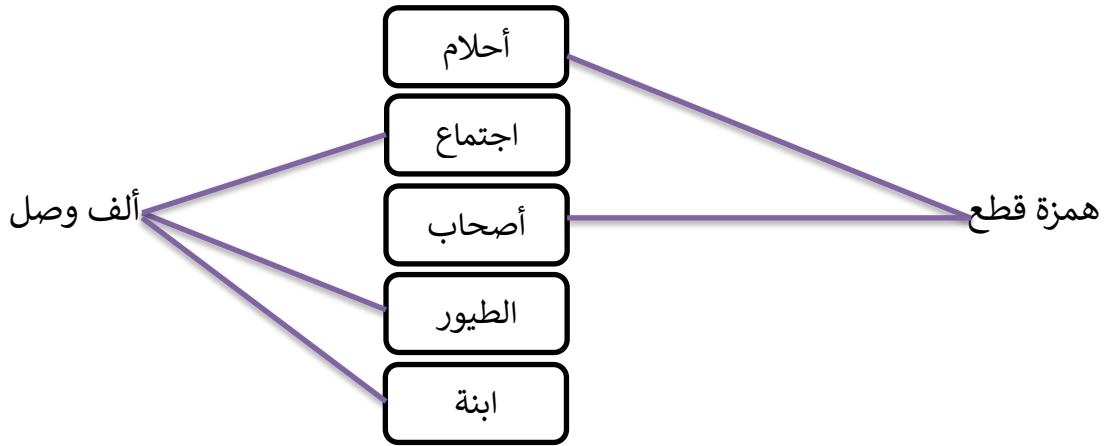 أحلام
اجتماع
همزة قطع
أصحاب
ألف وصل
الطيور
ابنة